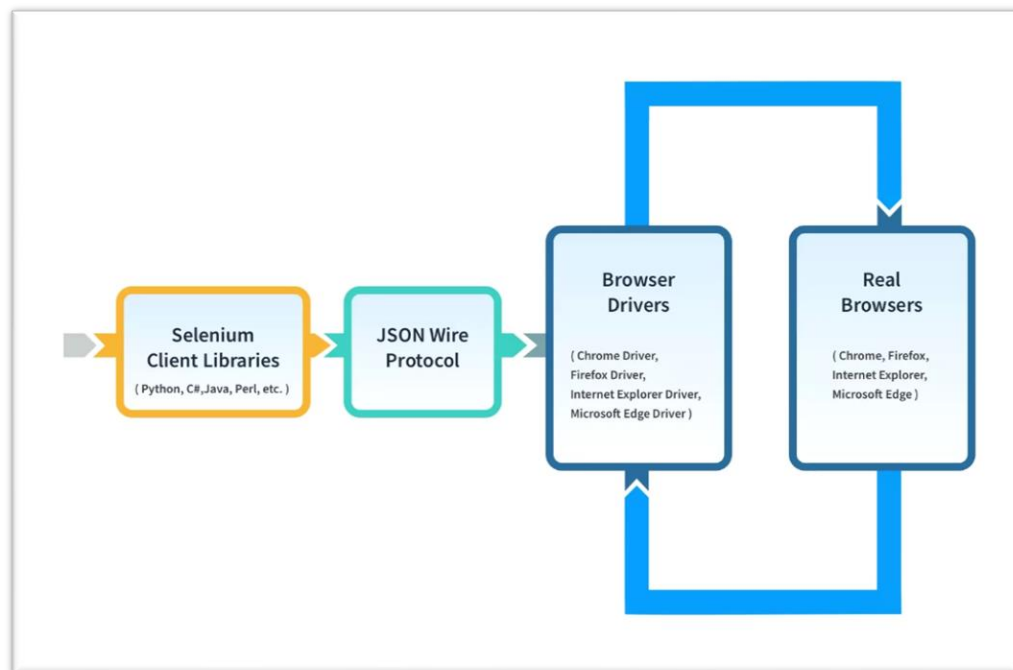 Selenium
Client Libraries
( Python, C#,Java, Perl, etc. )
JSON Wire
Protocol
Browser
Drivers
( Chrome Driver,
Firefox Driver,
Internet Explorer Driver,
Microsoft Edge Driver )
Real
Browsers
( Chrome, Firefox,
Internet Explorer,
Microsoft Edge )